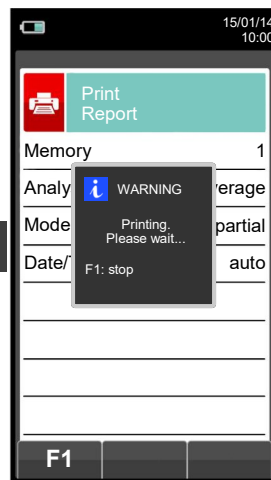 15/01/14
10:00
Print
Report
Memory 1
Analy verage
Mode partial
Date/ auto
i WARNING
Printing.
Please wait...
F1: stop
F1